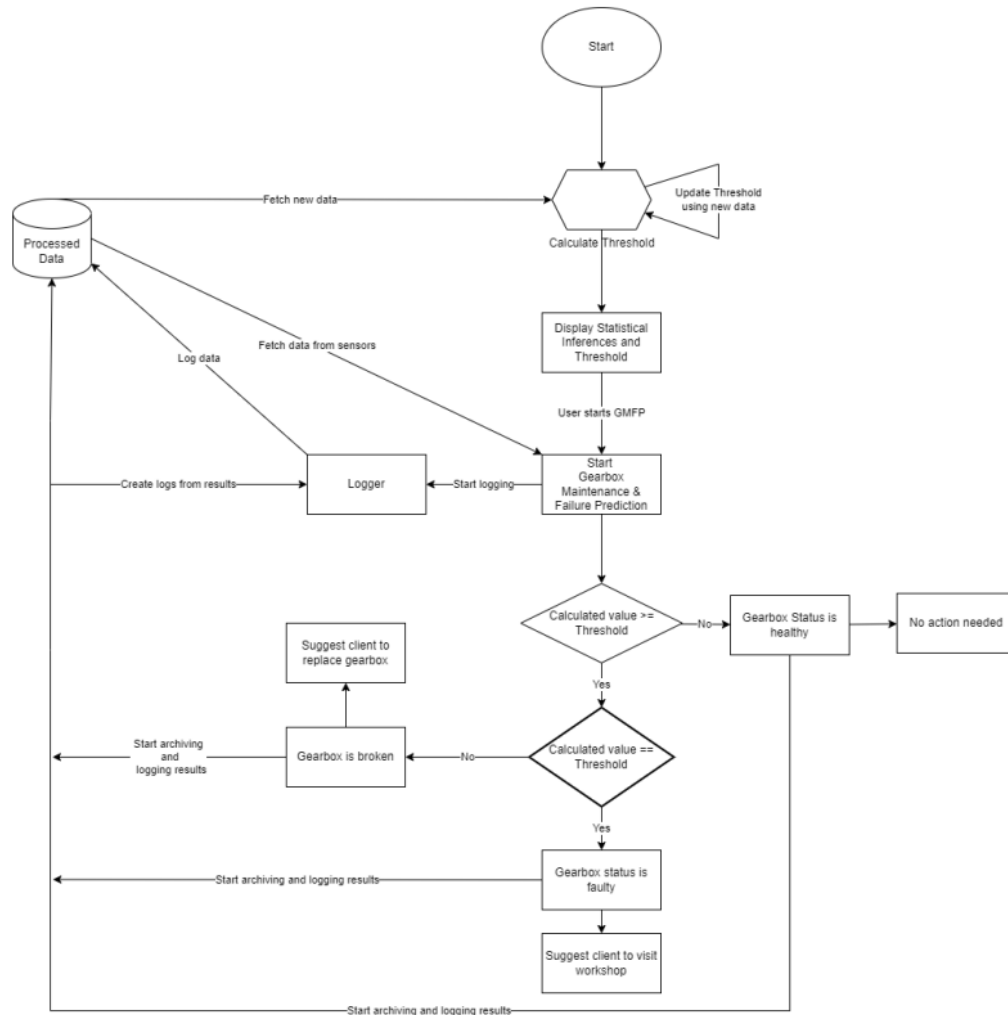 Start
Fetch new data
Update Threshold
using new data
Calculate Threshold
Processed
Data
Display Statistical
Inferences and
Threshold
Fetch data from sensors
Log data
User starts GMFP
Start
Gearbox
Maintenance &
Failure Prediction
Create logs from results
Logger
Start logging
Calculated value >=
Threshold
No
Gearbox Status is
healthy
No action needed
Suggest client to
replace gearbox
Yes
Start archiving
and
logging results
Gearbox is broken
No
Calculated value ==
Threshold
Yes
Start archiving and logging results
Gearbox status is
faulty
Suggest client to visit
workshop
Start archiving and logging results